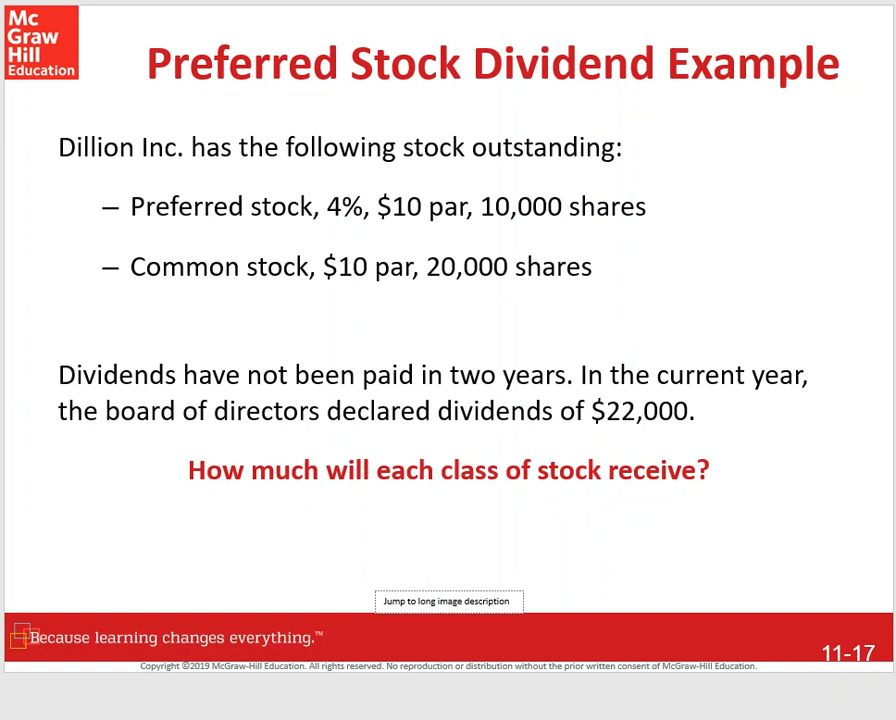 Mc
Graw
Hill
Education
Preferred Stock Dividend Example
Dillion Inc. has the following stock outstanding:
– Preferred stock, 4%, $10 par, 10,000 shares
– Common stock, $10 par, 20,000 shares
Dividends have not been paid in two years. In the current year,
the board of directors declared dividends of $22,000.
How much will each class of stock receive?
Jump to long image description
Because learning changes everything.™
11-17
Copyright ©2019 McGraw-Hill Education. All rights reserved. No reproduction or distribution without the prior written consent of McGraw-Hill Education.